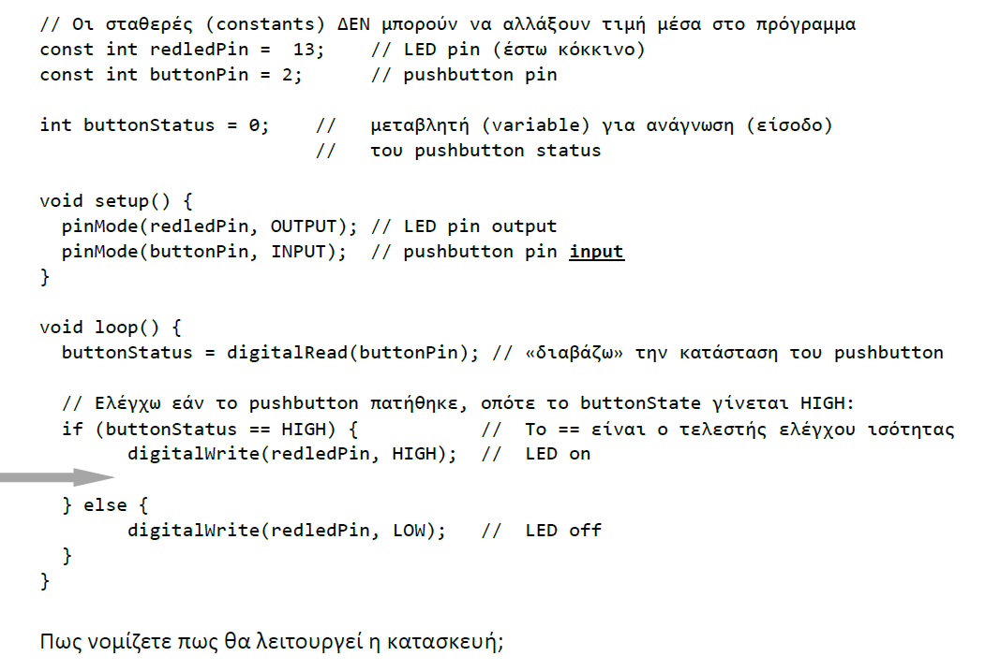 // Οι σταθερές (constants) ΔΕΝ μπορούν να αλλάξουν τιμή μέσα στο πρόγραμμα
const int redledPin =  13;    // LED pin (έστω κόκκινο)
const int buttonPin = 2;      // pushbutton pin
int buttonStatus = 0;    //   μεταβλητή (variable) για ανάγνωση (είσοδο)
                         //   του pushbutton status
void setup() {
  pinMode(redledPin, OUTPUT); // LED pin output
  pinMode(buttonPin, INPUT);  // pushbutton pin input
}
void loop() {
  buttonStatus = digitalRead(buttonPin); // «διαβάζω» την κατάσταση του pushbutton
  // Ελέγχω εάν το pushbutton πατήθηκε, οπότε το buttonState γίνεται HIGH:
  if (buttonStatus == HIGH) {           //  Το == είναι ο τελεστής ελέγχου ισότητας
        digitalWrite(redledPin, HIGH);  //  LED on
  } else {
        digitalWrite(redledPin, LOW);   //  LED off
  }
}
Πως νομίζετε πως θα λειτουργεί η κατασκευή;